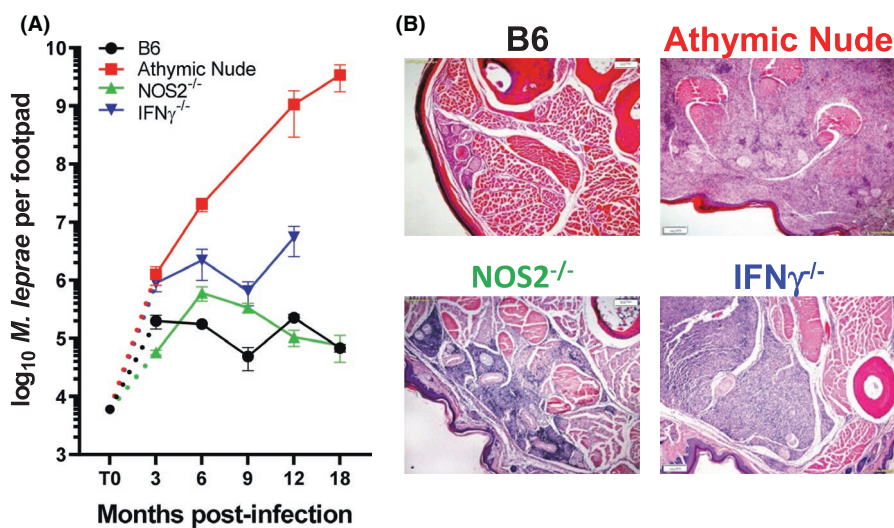 (A)
B6
Athymic Nude
NOS2-/-
IFNγ-/-
log10 M. leprae per footpad
10
9
8
7
6
5
4
3
T0
3
6
9
12
18
Months post-infection
(B)
B6
Athymic Nude
NOS2-/-
IFNγ-/-